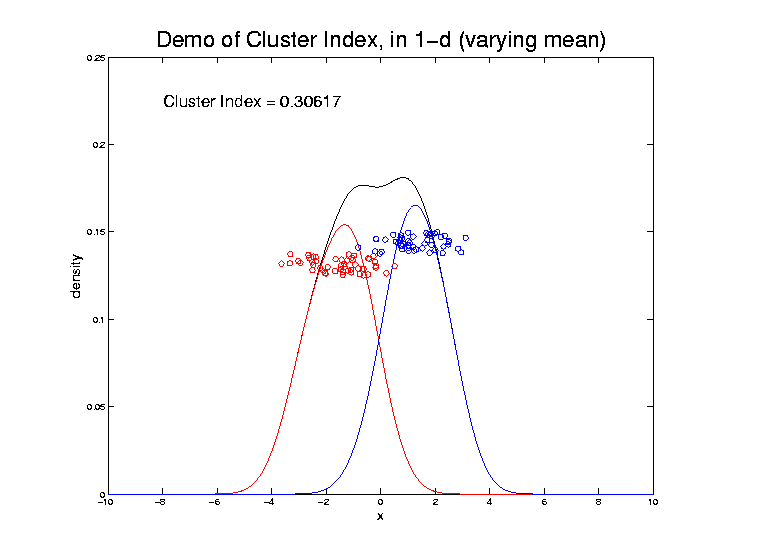 Demo of Cluster Index, in 1-d (varying mean)
0.25
Cluster Index = 0.30617
0.2
0.15
density
0.1
0.05
0
-10 -8 -6 -4 -2 0 2 4 6 8 10
x